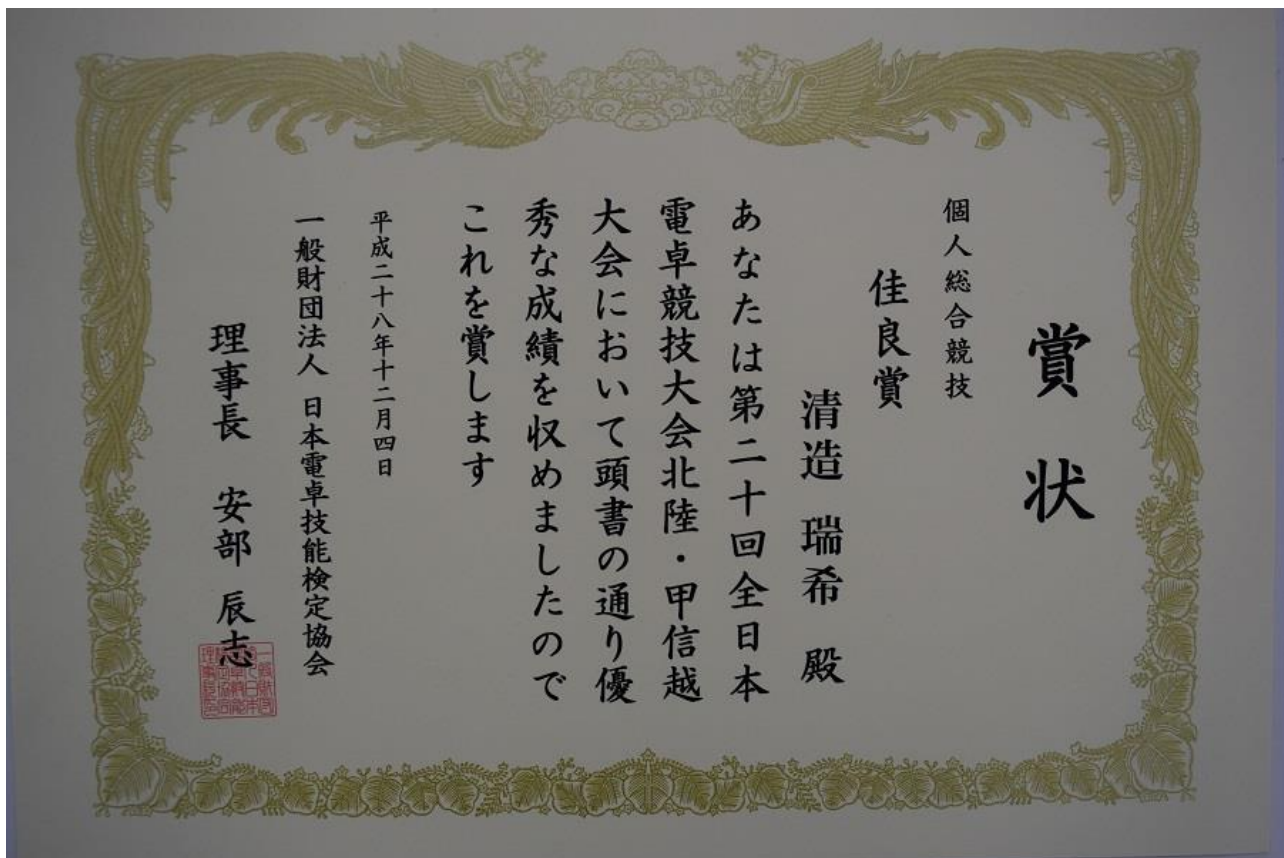 賞状
個人総合競技
佳良賞
清造 瑞希 殿
あなたは第二十回全日本
電卓競技大会北陸・甲信越
大会において頭書の通り優
秀な成績を収めましたので
これを賞します
平成二十八年十二月四日
一般財団法人 日本電卓技能検定協会
理事長 安部 辰志